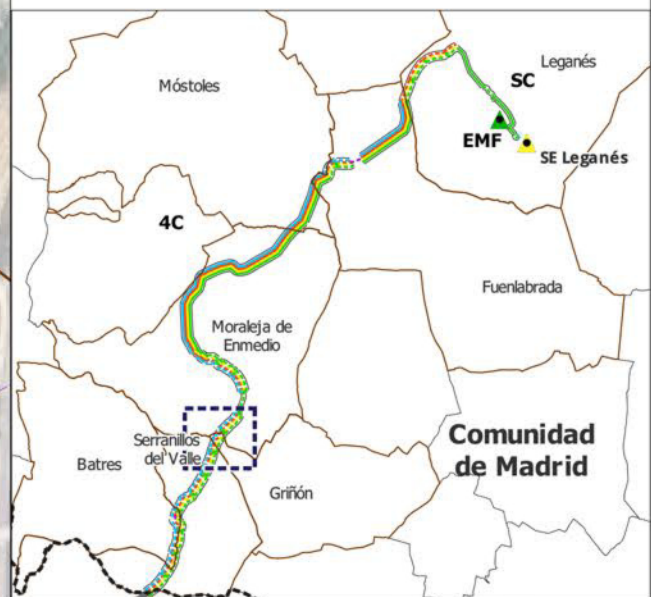 Leganés
SC
Móstoles
EMF
SE Leganés
4C
Fuenlabrada
Moraleja de
Enmedio
Comunidad
de Madrid
Serranillos
del Valle
Batres
Griñón